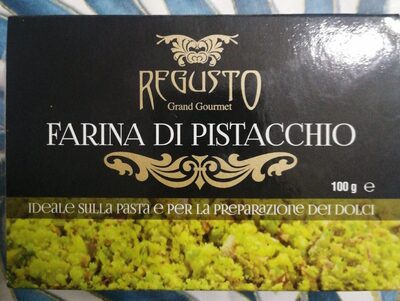 REGUSTO
Grand Gourmet
FARINA DI PISTACCHIO
100 g e
IDEALE SULLA PASTA E PER LA PREPARAZIONE DEI DOLCI